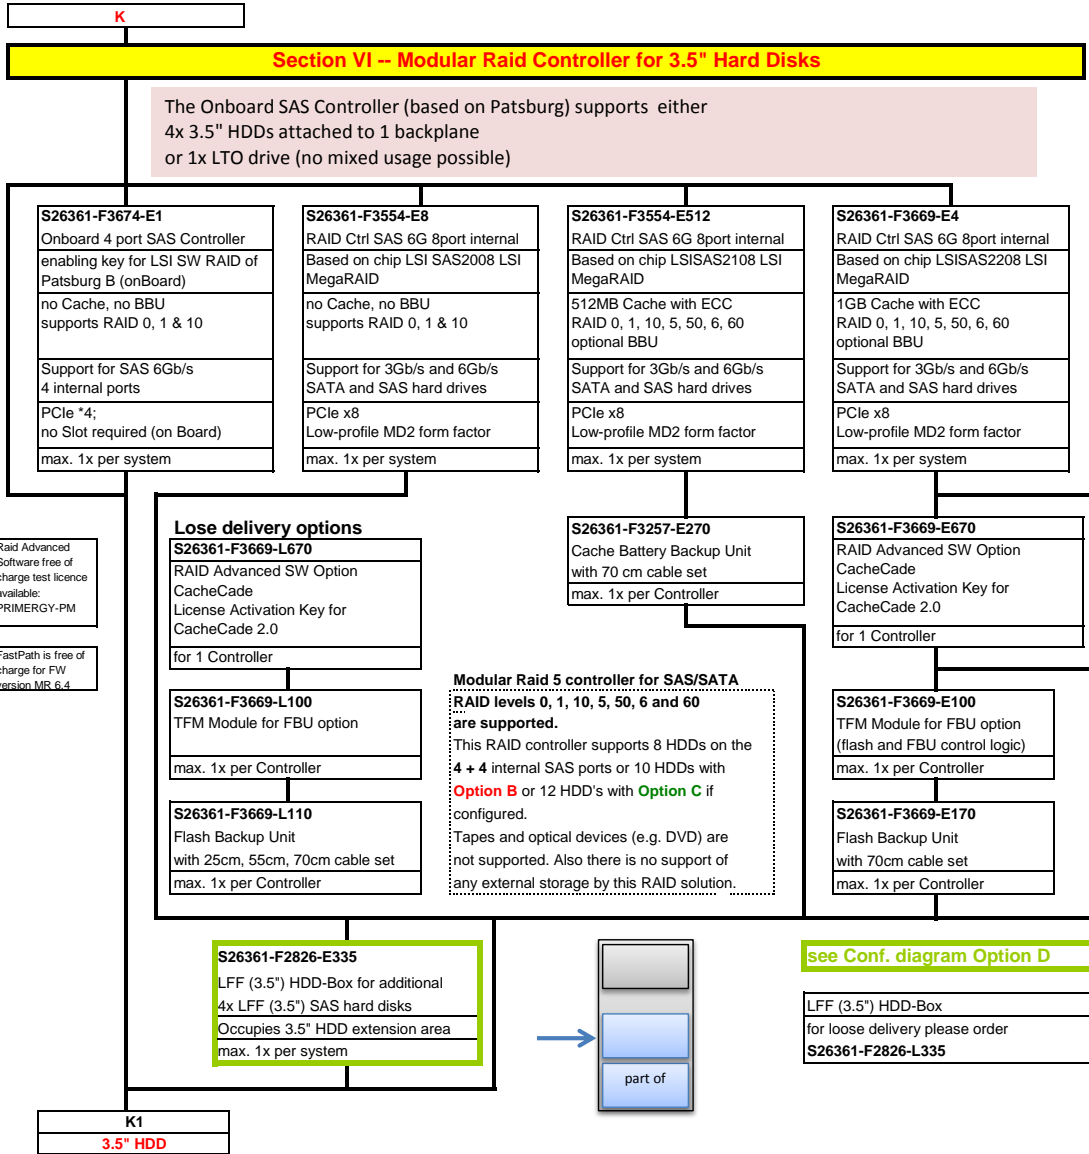 K
Section VI -- Modular Raid Controller for 3.5" Hard Disks
The Onboard SAS Controller (based on Patsburg) supports either
4x 3.5" HDDs attached to 1 backplane
or 1x LTO drive (no mixed usage possible)
S26361-F3674-E1
Onboard 4 port SAS Controller
enabling key for LSI SW RAID of
Patsburg B (onBoard)
no Cache, no BBU
supports RAID 0, 1 & 10
Support for SAS 6Gb/s
4 internal ports
PCIe *4;
no Slot required (on Board)
max. 1x per system
S26361-F3554-E8
RAID Ctrl SAS 6G 8port internal
Based on chip LSI SAS2008 LSI
MegaRAID
no Cache, no BBU
supports RAID 0, 1 & 10
Support for 3Gb/s and 6Gb/s
SATA and SAS hard drives
PCIe x8
Low-profile MD2 form factor
max. 1x per system
S26361-F3554-E512
RAID Ctrl SAS 6G 8port internal
Based on chip LSISAS2108 LSI
MegaRAID
512MB Cache with ECC
RAID 0, 1, 10, 5, 50, 6, 60
optional BBU
Support for 3Gb/s and 6Gb/s
SATA and SAS hard drives
PCIe x8
Low-profile MD2 form factor
max. 1x per system
S26361-F3669-E4
RAID Ctrl SAS 6G 8port internal
Based on chip LSISAS2208 LSI
MegaRAID
1GB Cache with ECC
RAID 0, 1, 10, 5, 50, 6, 60
optional BBU
Support for 3Gb/s and 6Gb/s
SATA and SAS hard drives
PCIe x8
Low-profile MD2 form factor
max. 1x per system
Raid Advanced
Software free of
charge test licence
available:
PRIMERGY-PM
FastPath is free of
charge for FW
version MR 6.4
Lose delivery options
S26361-F3669-L670
RAID Advanced SW Option
CacheCade
License Activation Key for
CacheCade 2.0
for 1 Controller
S26361-F3669-L100
TFM Module for FBU option
max. 1x per Controller
S26361-F3669-L110
Flash Backup Unit
with 25cm, 55cm, 70cm cable set
max. 1x per Controller
S26361-F3257-E270
Cache Battery Backup Unit
with 70 cm cable set
max. 1x per Controller
Modular Raid 5 controller for SAS/SATA
RAID levels 0, 1, 10, 5, 50, 6 and 60
are supported.
This RAID controller supports 8 HDDs on the
4 + 4 internal SAS ports or 10 HDDs with
Option B or 12 HDD's with Option C if
configured.
Tapes and optical devices (e.g. DVD) are
not supported. Also there is no support of
any external storage by this RAID solution.
S26361-F3669-E670
RAID Advanced SW Option
CacheCade
License Activation Key for
CacheCade 2.0
for 1 Controller
S26361-F3669-E100
TFM Module for FBU option
(flash and FBU control logic)
max. 1x per Controller
S26361-F3669-E170
Flash Backup Unit
with 70cm cable set
max. 1x per Controller
S26361-F2826-E335
LFF (3.5") HDD-Box for additional
4x LFF (3.5") SAS hard disks
Occupies 3.5" HDD extension area
max. 1x per system
part of
see Conf. diagram Option D
LFF (3.5") HDD-Box
for loose delivery please order
S26361-F2826-L335
K1
3.5" HDD